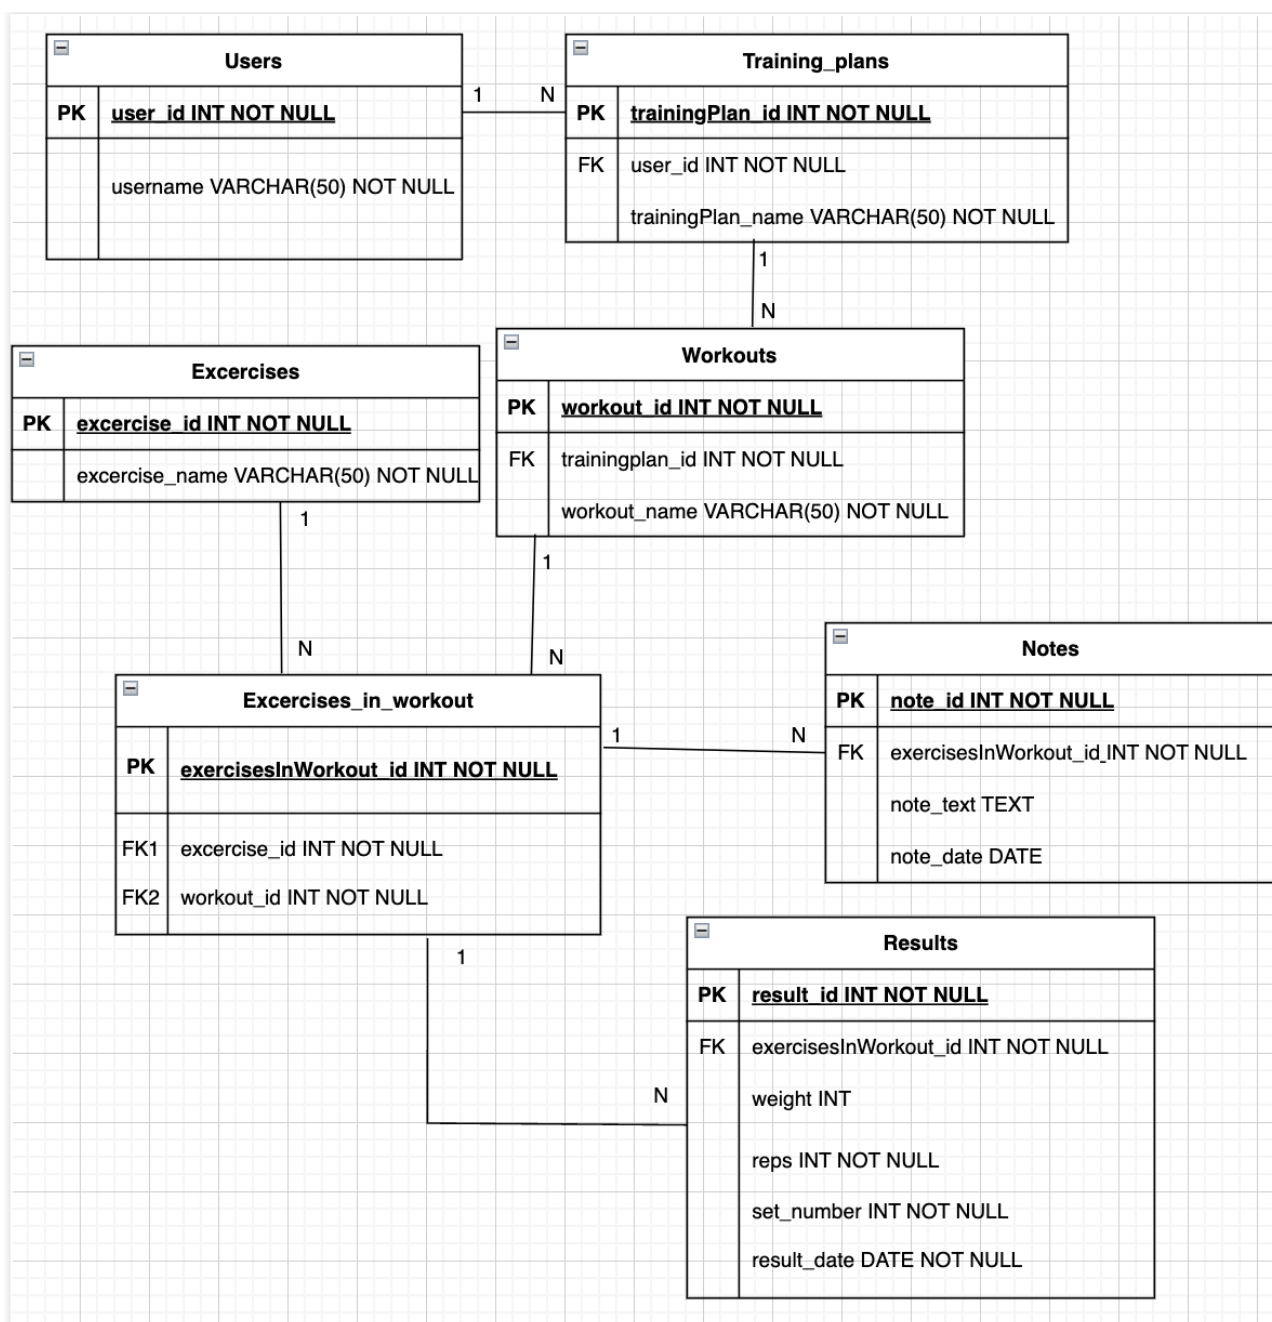 Users
PK user_id INT NOT NULL
username VARCHAR(50) NOT NULL
1 N
Training_plans
PK trainingPlan_id INT NOT NULL
FK user_id INT NOT NULL
trainingPlan_name VARCHAR(50) NOT NULL
1
N
Excercises
PK excercise_id INT NOT NULL
excercise_name VARCHAR(50) NOT NULL
1
N
Workouts
PK workout_id INT NOT NULL
FK trainingplan_id INT NOT NULL
workout_name VARCHAR(50) NOT NULL
1
N
Excercises_in_workout
PK exercisesInWorkout_id INT NOT NULL
FK1 excercise_id INT NOT NULL
FK2 workout_id INT NOT NULL
1 N
Notes
PK note_id INT NOT NULL
FK exercisesInWorkout_id INT NOT NULL
note_text TEXT
note_date DATE
1
N
Results
PK result_id INT NOT NULL
FK exercisesInWorkout_id INT NOT NULL
weight INT
reps INT NOT NULL
set_number INT NOT NULL
result_date DATE NOT NULL